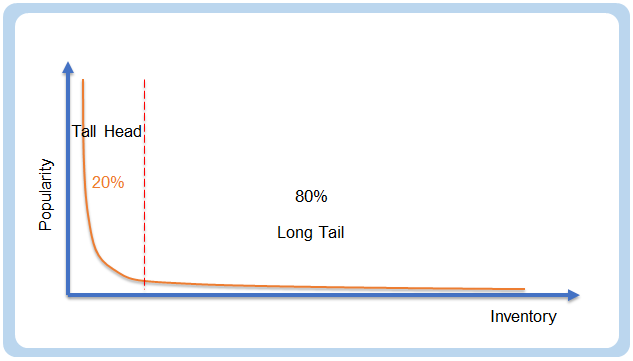 Tall Head
20%
80%
Long Tail
Popularity
Inventory